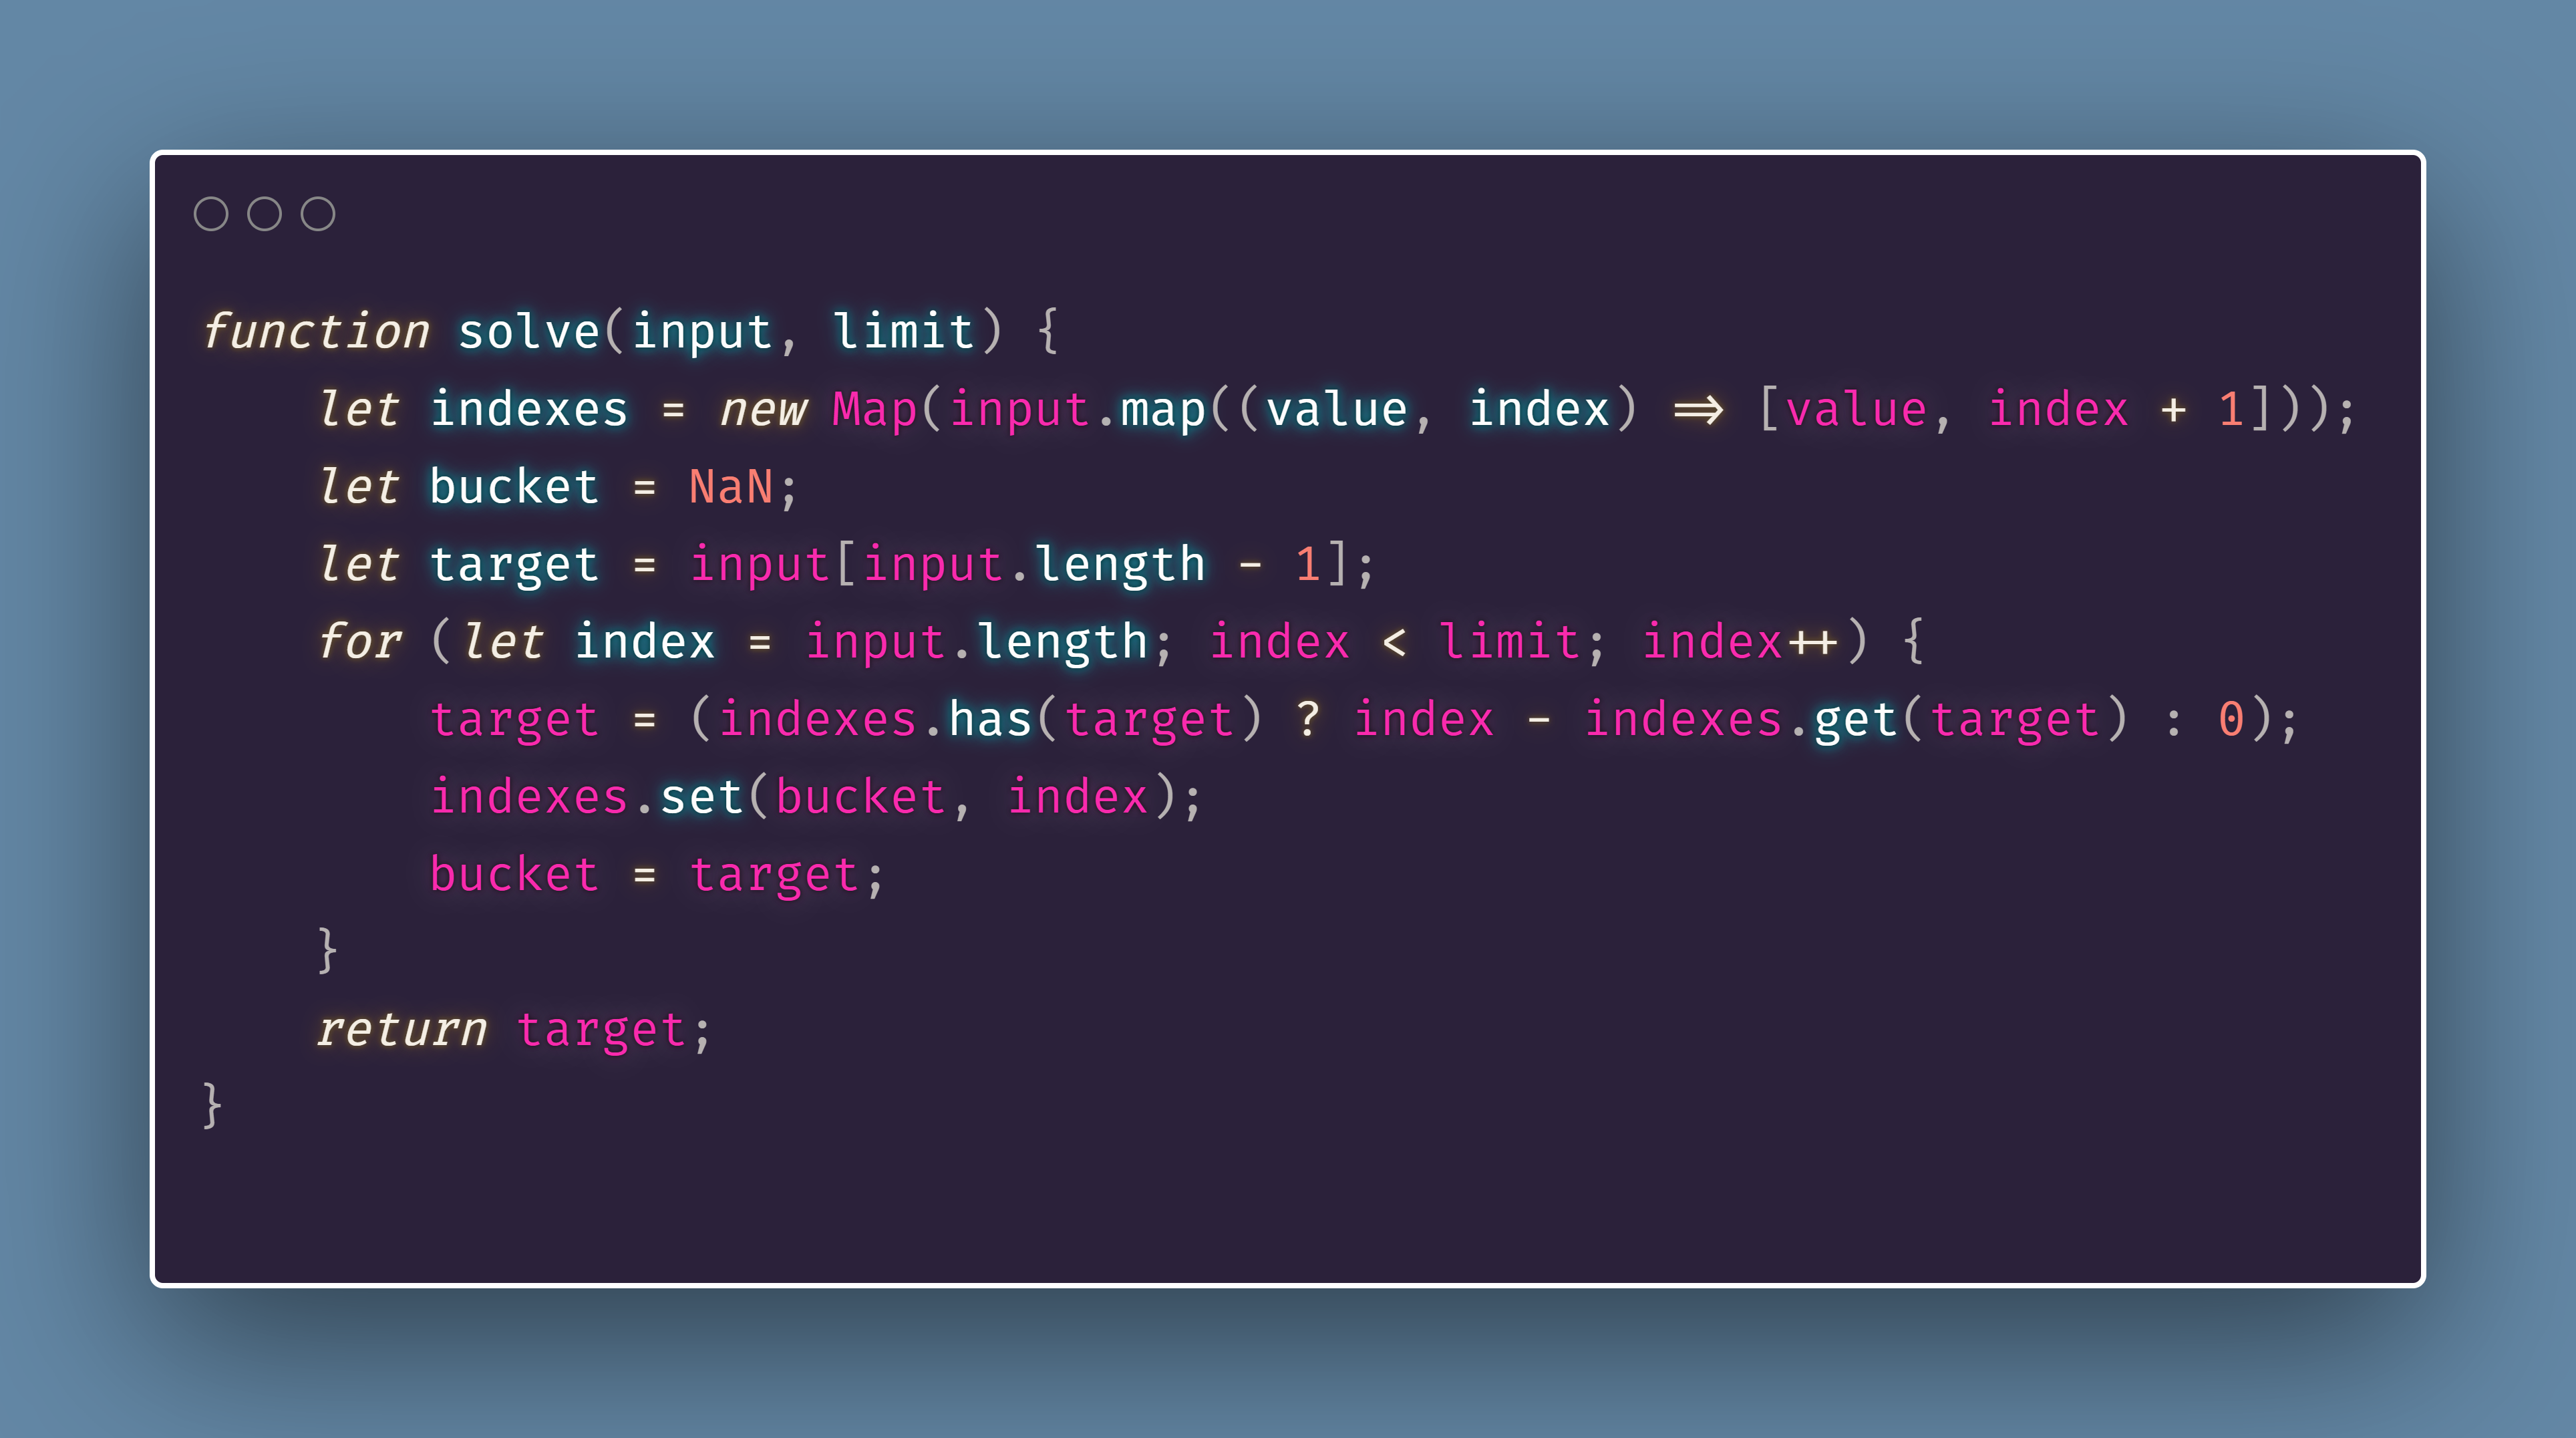 function solve(input, limit) {
    let indexes = new Map(input.map((value, index) => [value, index + 1]));
    let bucket = NaN;
    let target = input[input.length - 1];
    for (let index = input.length; index < limit; index++) {
        target = (indexes.has(target) ? index - indexes.get(target) : 0);
        indexes.set(bucket, index);
        bucket = target;
    }
    return target;
}